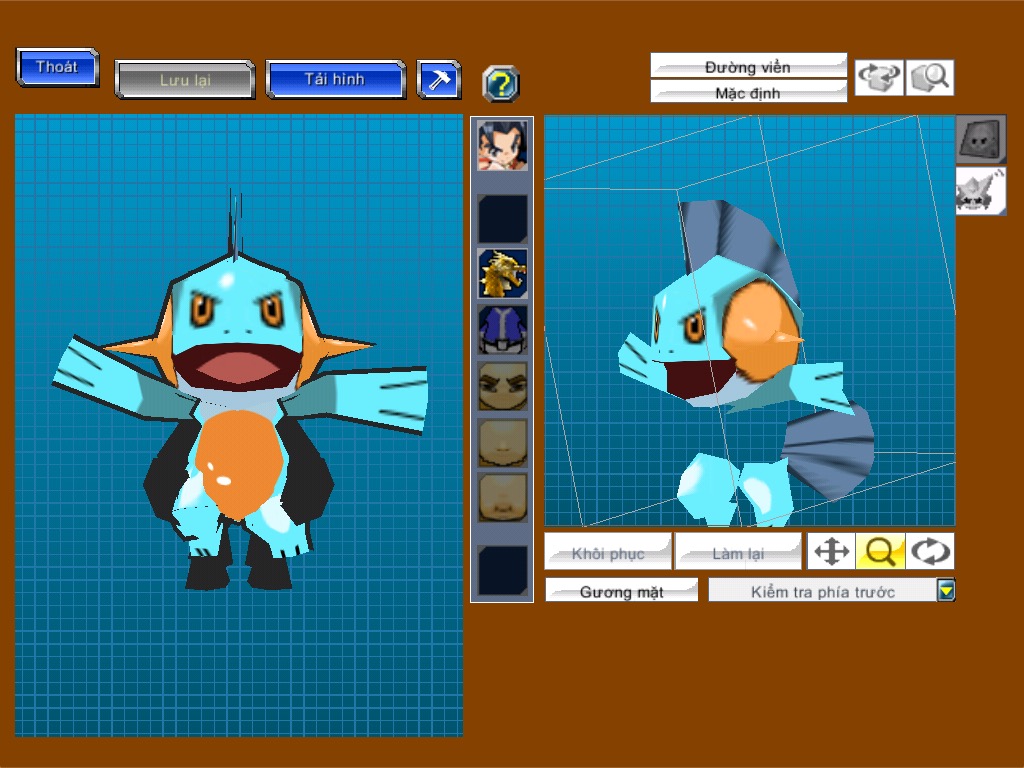 Thoát
Lưu lại
Tải hình
?
Đường viền
Mặc định
Khôi phục
Làm lại
Gương mặt
Kiểm tra phía trước